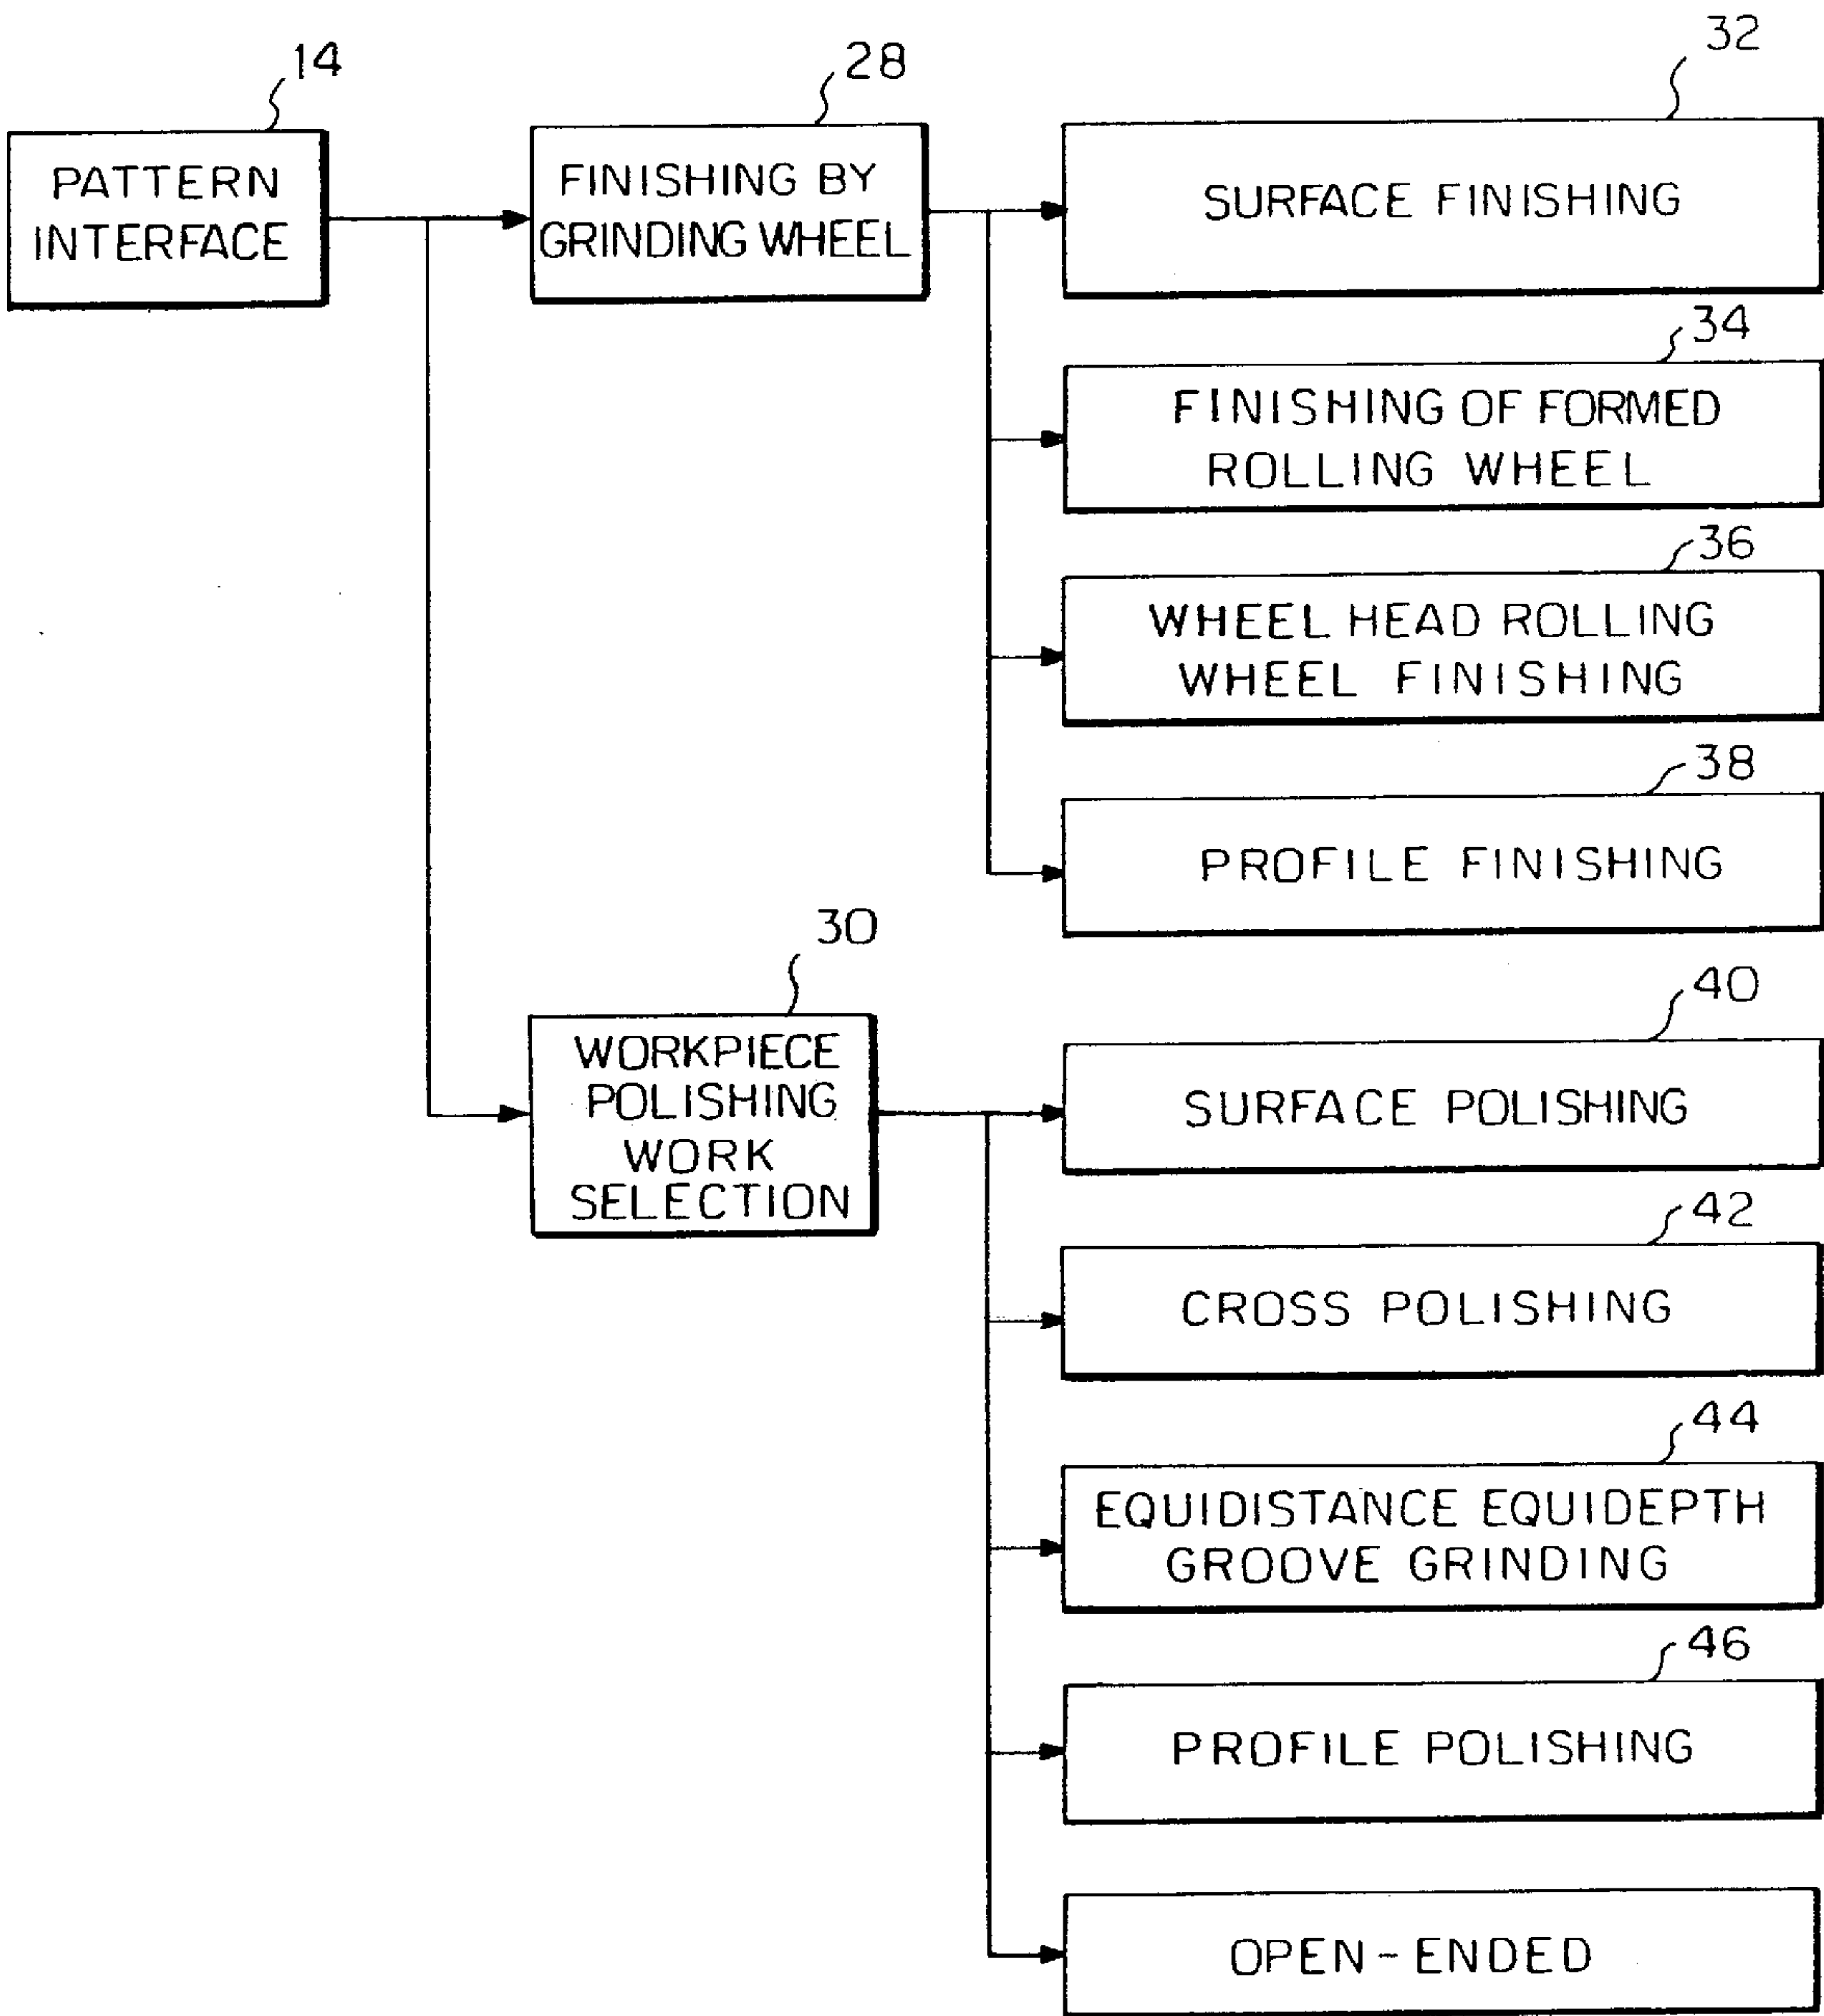 14
PATTERN
INTERFACE
28
FINISHING BY
GRINDING WHEEL
32
SURFACE FINISHING
34
FINISHING OF FORMED
ROLLING WHEEL
36
WHEEL HEAD ROLLING
WHEEL FINISHING
38
PROFILE FINISHING
30
WORKPIECE
POLISHING
WORK
SELECTION
40
SURFACE POLISHING
42
CROSS POLISHING
44
EQUIDISTANCE EQUIDEPTH
GROOVE GRINDING
46
PROFILE POLISHING
OPEN-ENDED